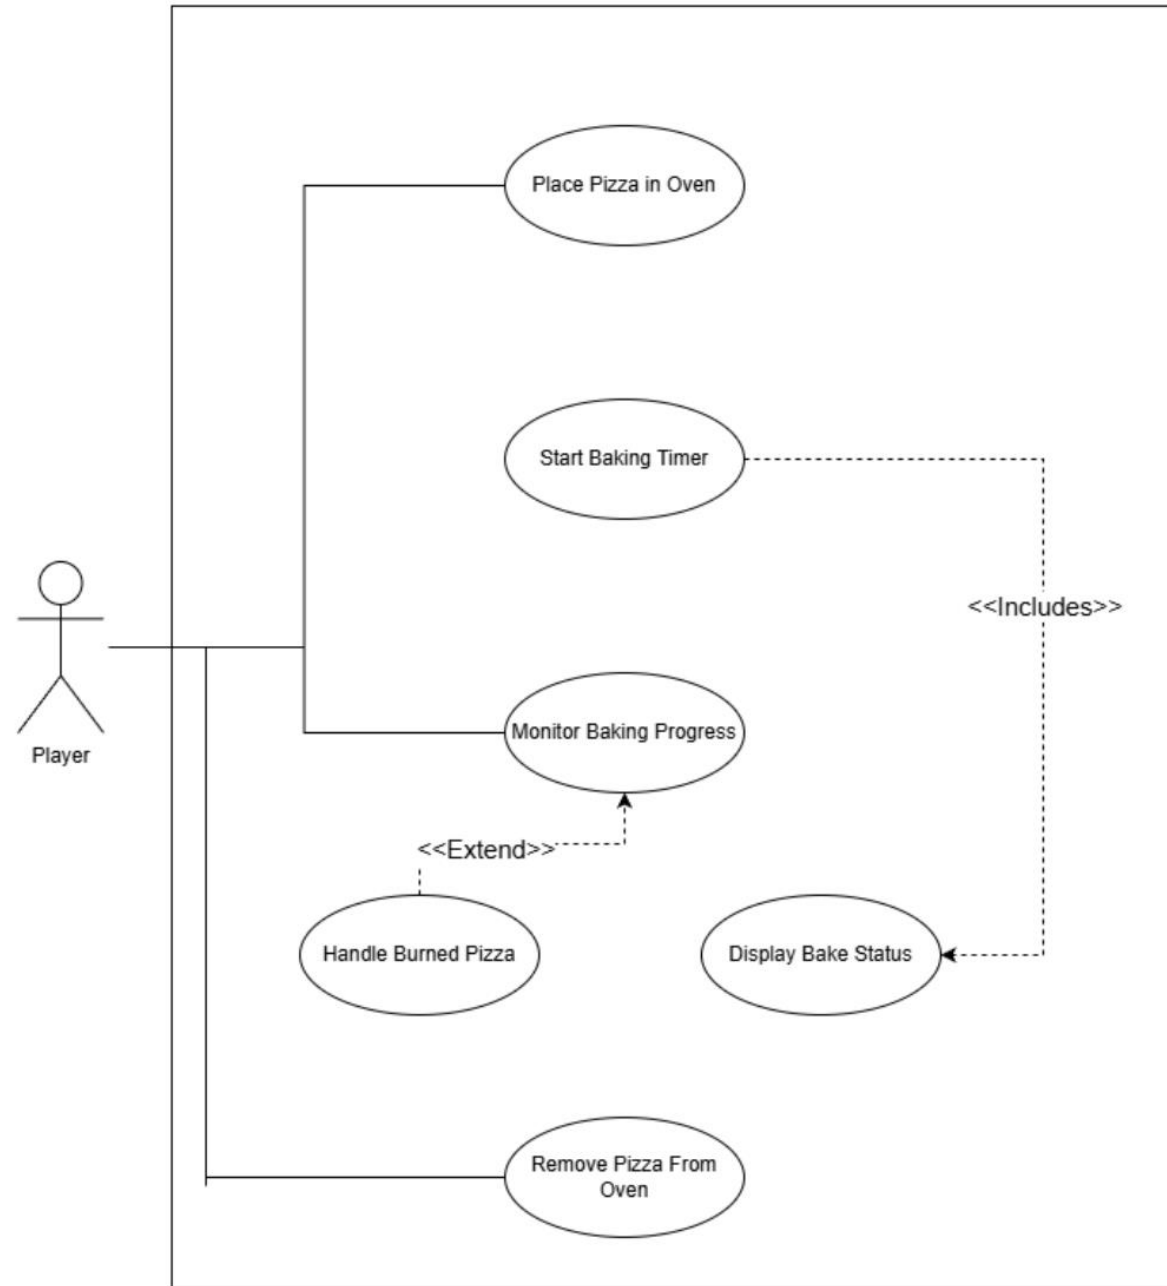 Place Pizza in Oven
Start Baking Timer
<<Includes>>
Monitor Baking Progress
Player
<<Extend>>
Handle Burned Pizza
Display Bake Status
Remove Pizza From
Oven